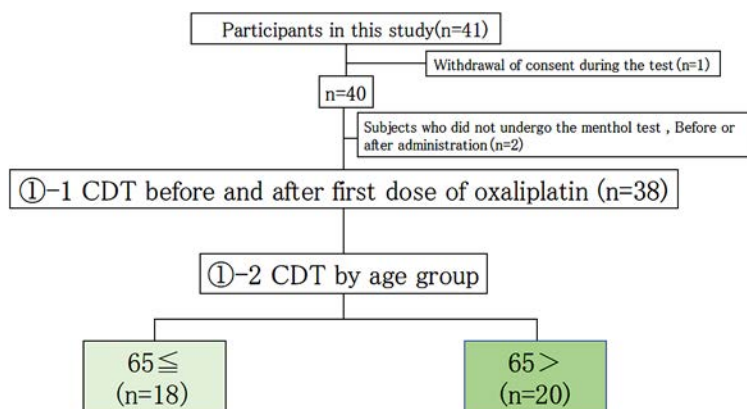 Participants in this study(n=41)
Withdrawal of consent during the test(n=1)
n=40
Subjects who did not undergo the menthol test , Before or
after administration(n=2)
①-1 CDT before and after first dose of oxaliplatin (n=38)
①-2 CDT by age group
65≦
(n=18)
65>
(n=20)